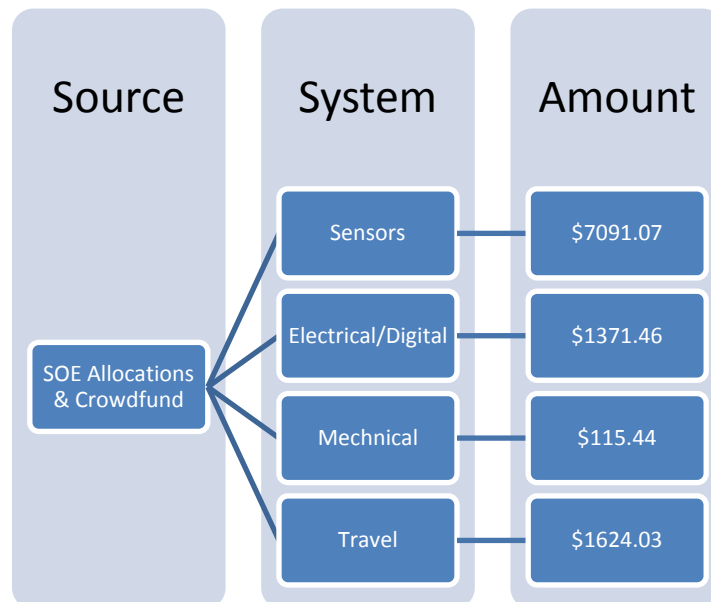 Source
System
Amount
SOE Allocations
& Crowdfund
Sensors
$7091.07
Electrical/Digital
$1371.46
Mechnical
$115.44
Travel
$1624.03